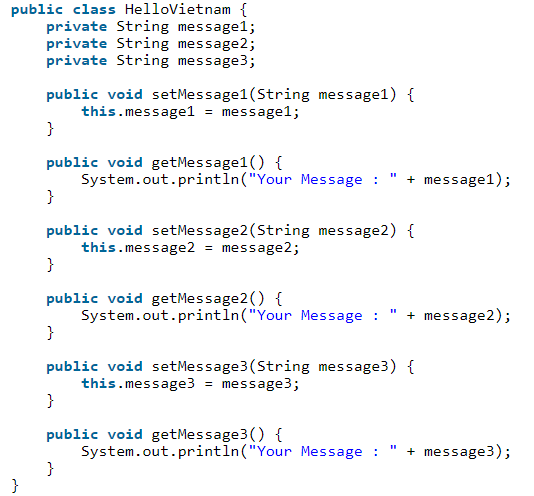 public class HelloVietnam {
    private String message1;
    private String message2;
    private String message3;

    public void setMessage1(String message1) {
        this.message1 = message1;
    }

    public void getMessage1() {
        System.out.println("Your Message : " + message1);
    }

    public void setMessage2(String message2) {
        this.message2 = message2;
    }

    public void getMessage2() {
        System.out.println("Your Message : " + message2);
    }

    public void setMessage3(String message3) {
        this.message3 = message3;
    }

    public void getMessage3() {
        System.out.println("Your Message : " + message3);
    }
}